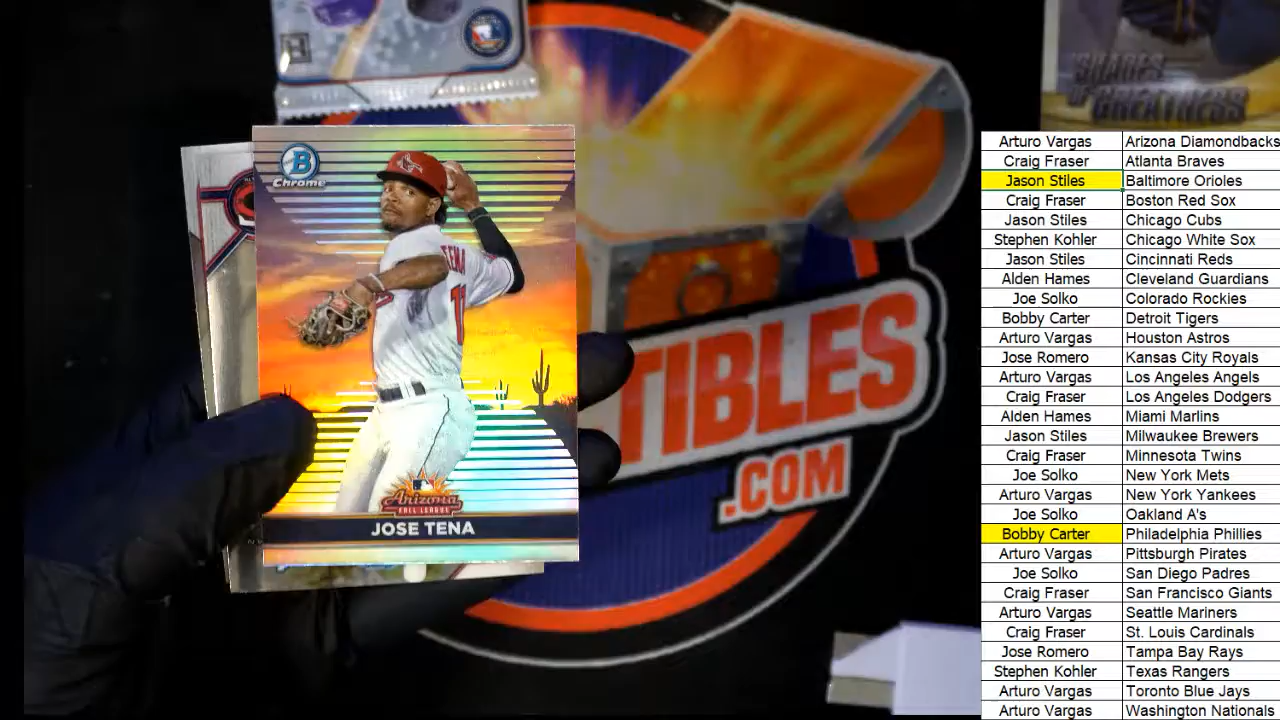 SHADES
OF GREATNESS
B
Chrome
TENA
Arizona
FALL LEAGUE
JOSE TENA
TIBLES
.COM
Arturo Vargas Arizona Diamondbacks
Craig Fraser Atlanta Braves
Jason Stiles Baltimore Orioles
Craig Fraser Boston Red Sox
Jason Stiles Chicago Cubs
Stephen Kohler Chicago White Sox
Jason Stiles Cincinnati Reds
Alden Hames Cleveland Guardians
Joe Solko Colorado Rockies
Bobby Carter Detroit Tigers
Arturo Vargas Houston Astros
Jose Romero Kansas City Royals
Arturo Vargas Los Angeles Angels
Craig Fraser Los Angeles Dodgers
Alden Hames Miami Marlins
Jason Stiles Milwaukee Brewers
Craig Fraser Minnesota Twins
Joe Solko New York Mets
Arturo Vargas New York Yankees
Joe Solko Oakland A's
Bobby Carter Philadelphia Phillies
Arturo Vargas Pittsburgh Pirates
Joe Solko San Diego Padres
Craig Fraser San Francisco Giants
Arturo Vargas Seattle Mariners
Craig Fraser St. Louis Cardinals
Jose Romero Tampa Bay Rays
Stephen Kohler Texas Rangers
Arturo Vargas Toronto Blue Jays
Arturo Vargas Washington Nationals